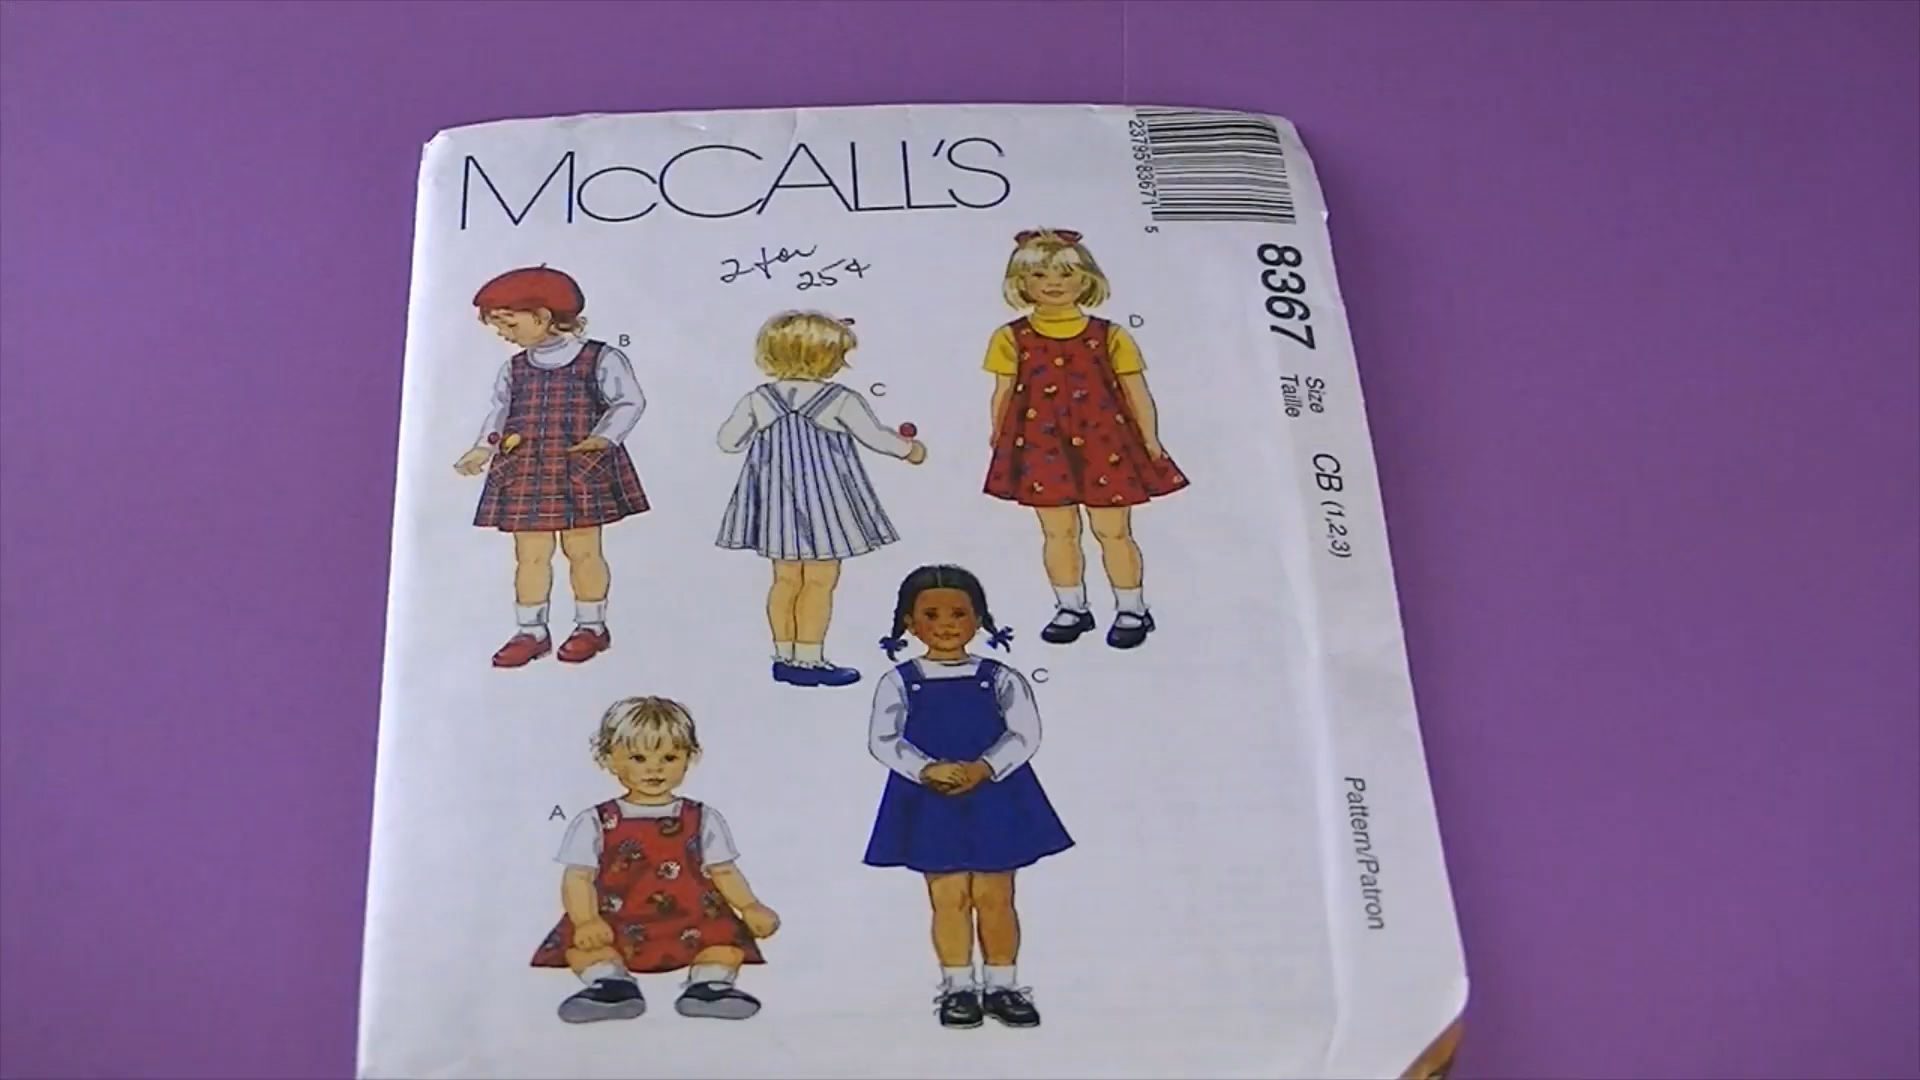 McCALL'S
2 for
25¢
23795 83671 5
8367
Size
Taille
CB (1,2,3)
Pattern/Patron
B
C
D
A
C